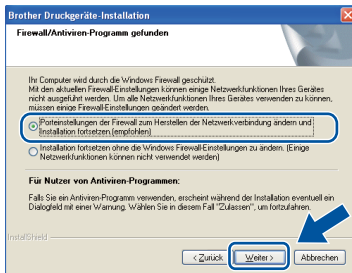 Brother Druckgeräte-Installation
Firewall/Antiviren-Programm gefunden
Ihr Computer wird durch die Windows Firewall geschützt.
Mit den aktuellen Firewall-Einstellungen können einige Netzwerkfunktionen Ihres Gerätes
nicht ausgeführt werden. Um alle Netzwerkfunktionen Ihres Gerätes verwenden zu können,
müssen einige Firewall-Einstellungen geändert werden.
Porteinstellungen der Firewall zum Herstellen der Netzwerkverbindung ändern und
Installation fortsetzen.(empfohlen)
Installation fortsetzen ohne die Windows Firewall-Einstellungen zu ändern. (Einige
Netzwerkfunktionen können nicht verwendet werden)
Für Nutzer von Antiviren-Programmen:
Falls Sie ein Antiviren-Programm verwenden, erscheint während der Installation eventuell ein
Dialogfeld mit einer Warnung. Wählen Sie in diesem Fall "Zulassen", um fortzufahren.
InstallShield
< Zurück
Weiter >
Abbrechen